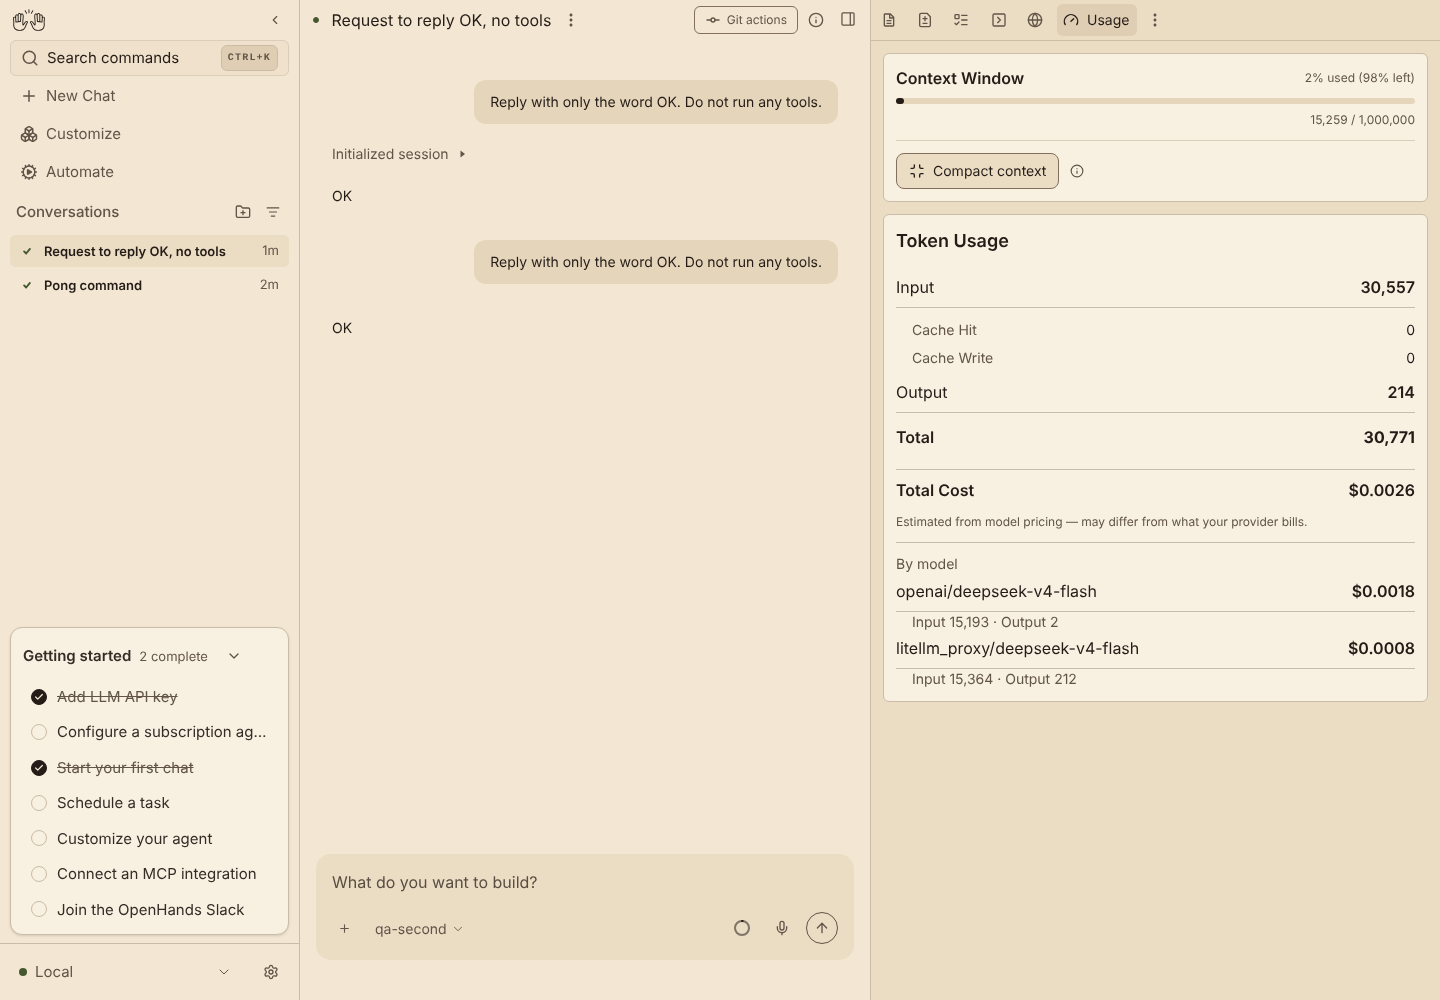 Search commands CTRL+K
New Chat
Customize
Automate
Conversations
Request to reply OK, no tools 1m
Pong command 2m
Getting started 2 complete
Add LLM API key
Configure a subscription ag...
Start your first chat
Schedule a task
Customize your agent
Connect an MCP integration
Join the OpenHands Slack
Local
Request to reply OK, no tools
Git actions
Reply with only the word OK. Do not run any tools.
Initialized session
OK
Reply with only the word OK. Do not run any tools.
OK
What do you want to build?
qa-second
Usage
Context Window 2% used (98% left)
15,259 / 1,000,000
Compact context
Token Usage
Input 30,557
Cache Hit 0
Cache Write 0
Output 214
Total 30,771
Total Cost $0.0026
Estimated from model pricing — may differ from what your provider bills.
By model
openai/deepseek-v4-flash $0.0018
Input 15,193 · Output 2
litellm_proxy/deepseek-v4-flash $0.0008
Input 15,364 · Output 212